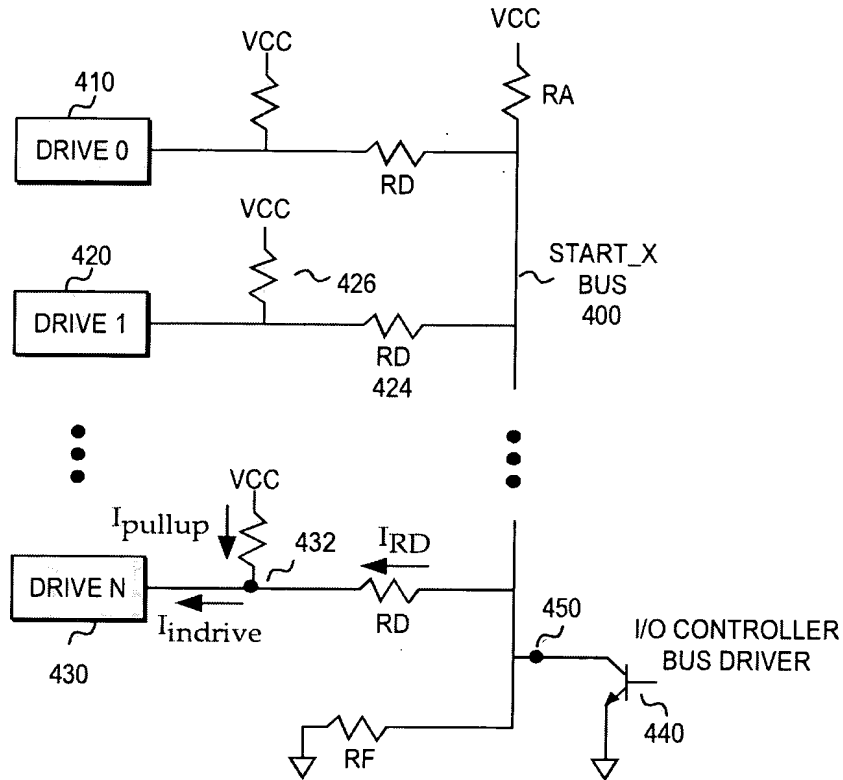 VCC
VCC
RA
410
DRIVE 0
RD
VCC
420
426
START_X
BUS
400
DRIVE 1
RD
424
VCC
Ipullup
432
IRD
DRIVE N
Iindrive
RD
430
450
I/O CONTROLLER
BUS DRIVER
440
RF